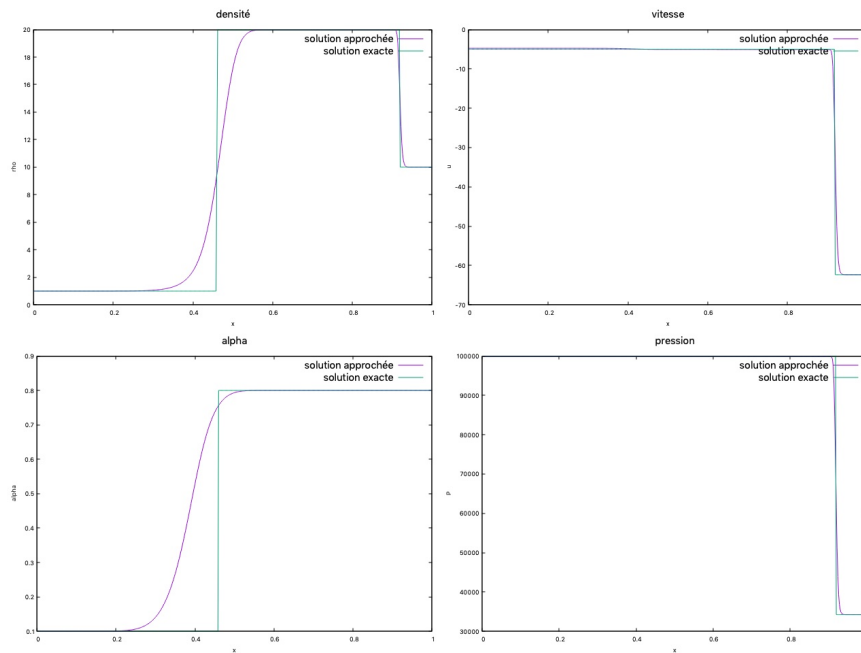 densité
20
18
16
14
12
10
8
6
4
2
0
rho
0
0.2
0.4
0.6
0.8
1
x
solution approchée
solution exacte
vitesse
0
-10
-20
-30
-40
-50
-60
-70
u
0
0.2
0.4
0.6
0.8
x
solution approchée
solution exacte
alpha
0.9
0.8
0.7
0.6
0.5
0.4
0.3
0.2
0.1
alpha
0
0.2
0.4
0.6
0.8
1
x
solution approchée
solution exacte
pression
100000
90000
80000
70000
60000
50000
40000
30000
p
0
0.2
0.4
0.6
0.8
x
solution approchée
solution exacte